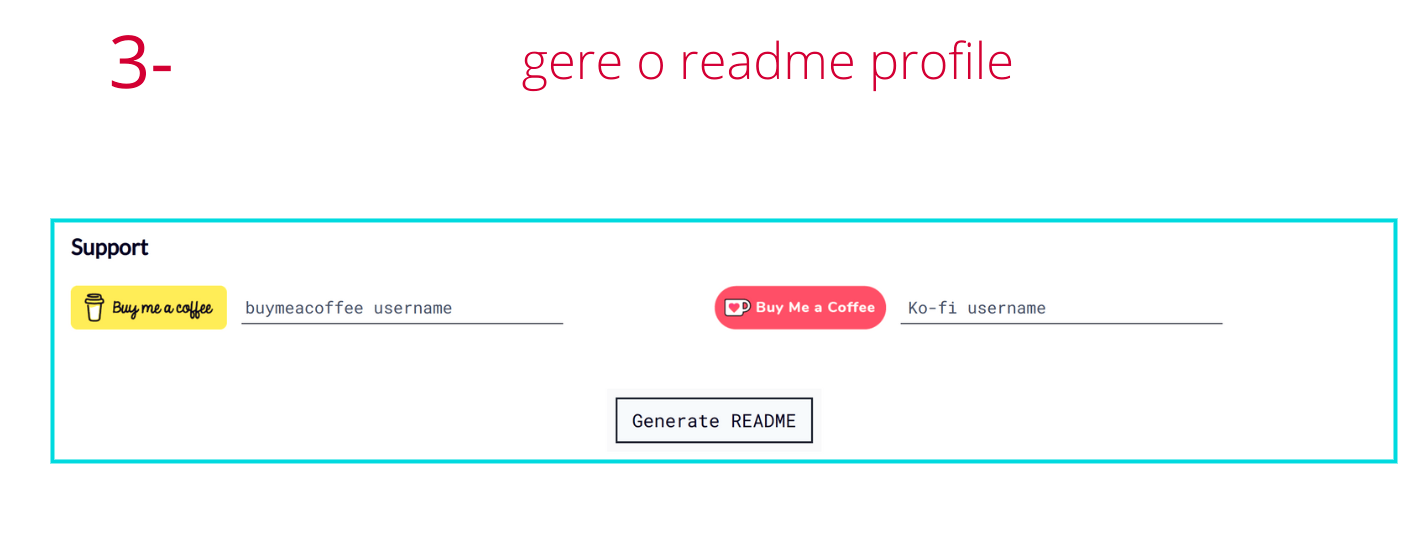 3- gere o readme profile
Support
Buy me a coffee buymeacoffee username Buy Me a Coffee Ko-fi username
Generate README